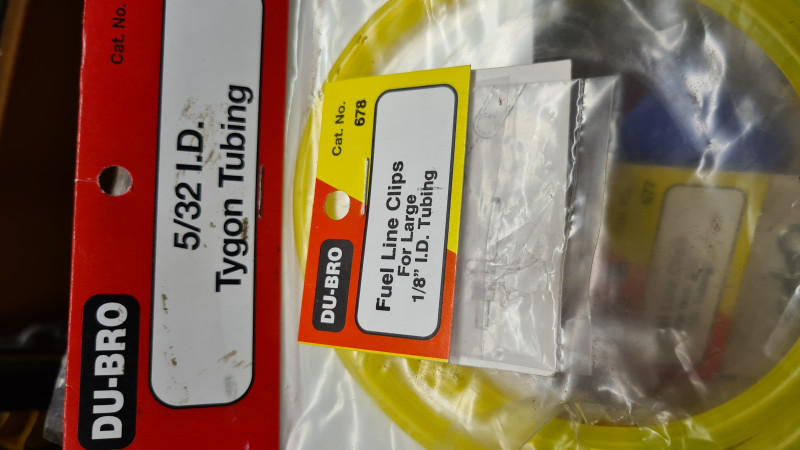 Cat. No.
5/32 I.D.
Tygon Tubing
DU-BRO
Cat. No.
678
Fuel Line Clips
For Large
1/8" I.D. Tubing
DU-BRO
677